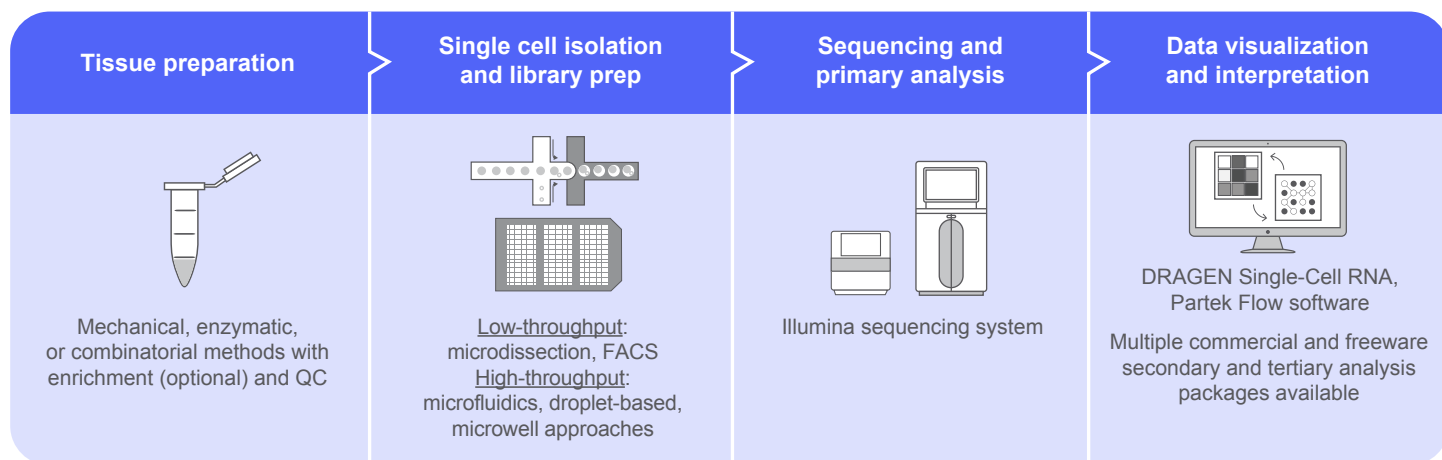 Tissue preparation
Single cell isolation
and library prep
Sequencing and
primary analysis
Data visualization
and interpretation
Mechanical, enzymatic,
or combinatorial methods with
enrichment (optional) and QC
Low-throughput:
microdissection, FACS
High-throughput:
microfluidics, droplet-based,
microwell approaches
Illumina sequencing system
DRAGEN Single-Cell RNA,
Partek Flow software
Multiple commercial and freeware
secondary and tertiary analysis
packages available